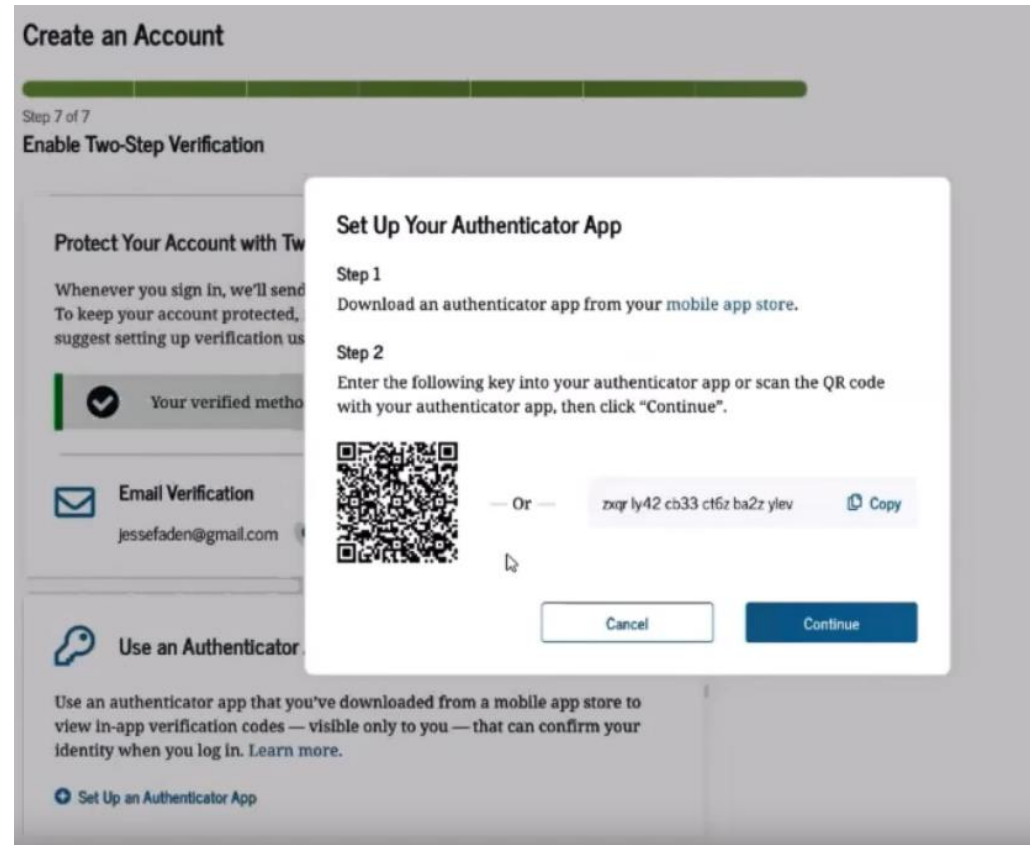 Create an Account
Step 7 of 7
Enable Two-Step Verification
Protect Your Account with Tw
Whenever you sign in, we'll send
To keep your account protected,
suggest setting up verification us
Your verified metho
Email Verification
jessefaden@gmail.com
Use an Authenticator
Use an authenticator app that you've downloaded from a mobile app store to
view in-app verification codes — visible only to you — that can confirm your
identity when you log in. Learn more.
Set Up an Authenticator App
Set Up Your Authenticator App
Step 1
Download an authenticator app from your mobile app store.
Step 2
Enter the following key into your authenticator app or scan the QR code
with your authenticator app, then click “Continue”.
Or
zxqr ly42 cb33 ct6z ba2z ylev
Copy
Cancel
Continue